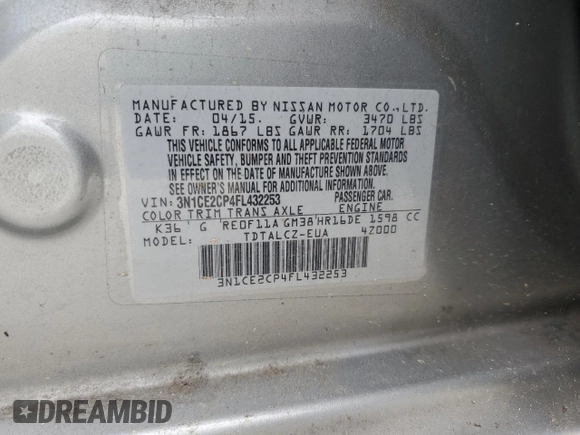 MANUFACTURED BY NISSAN MOTOR CO.,LTD.
DATE: 04/15. GVWR: 3470 LBS
GAWR FR: 1867 LBS GAWR RR: 1704 LBS
THIS VEHICLE CONFORMS TO ALL APPLICABLE FEDERAL MOTOR
VEHICLE SAFETY, BUMPER AND THEFT PREVENTION STANDARDS
IN EFFECT ON THE DATE OF MANUFACTURE SHOWN ABOVE.
SEE OWNER'S MANUAL FOR ADDITIONAL INFORMATION.
VIN: 3N1CE2CP4FL432253 PASSENGER CAR.
COLOR TRIM TRANS AXLE ENGINE
K36 G RE0F11A GM38 HR16DE 1598 CC
MODEL: TDTALCZ-EUA 4Z000
3N1CE2CP4FL432253
DREAMBID